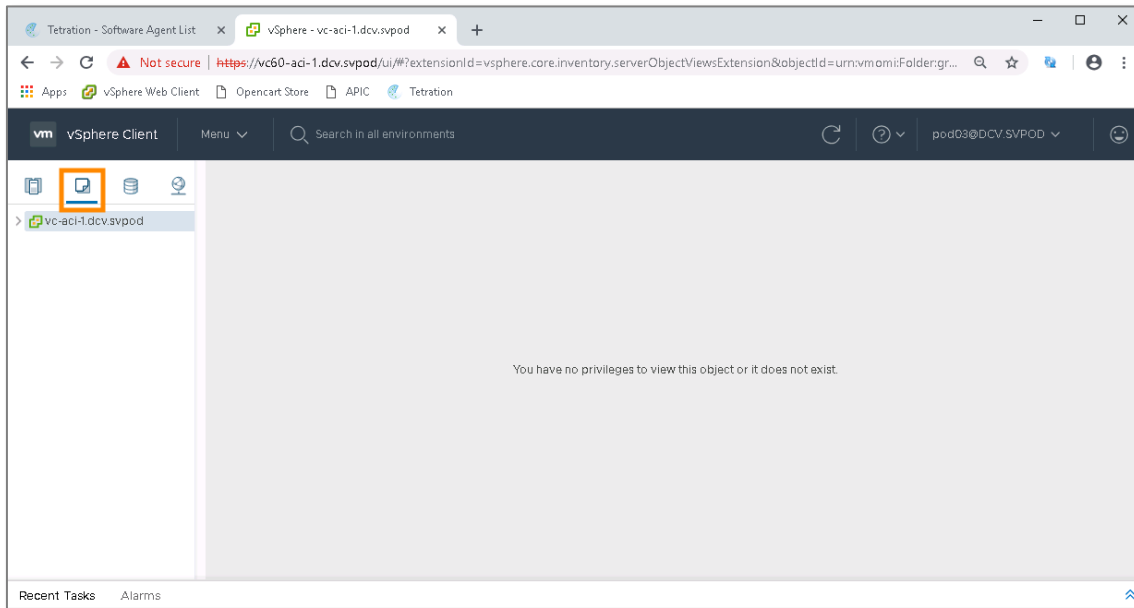 Tetration - Software Agent List
vSphere - vc-aci-1.dcv.svpod
Not secure | https://vc60-aci-1.dcv.svpod/ui/#?extensionId=vsphere.core.inventory.serverObjectViewsExtension&objectId=urn:vmomi:Folder:gr...
Apps vSphere Web Client Opencart Store APIC Tetration
vm vSphere Client Menu Search in all environments pod03@DCV.SVPOD
vc-aci-1.dcv.svpod
You have no privileges to view this object or it does not exist.
Recent Tasks Alarms